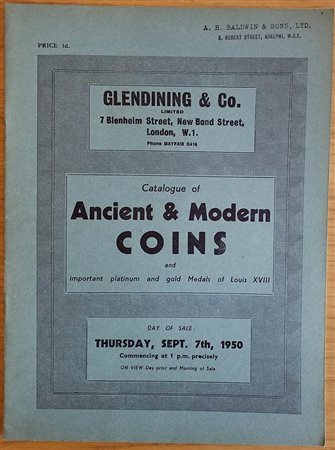 A. H. BALDWIN & SONS, LTD.
3, ROBERT STREET, ADELPHI, W.C.2.
PRICE 3d.
GLENDINING & Co.
LIMITED
7 Blenheim Street, New Bond Street,
London, W.1.
Phone MAYFAIR 0416
Catalogue of
Ancient & Modern
COINS
and
Important platinum and gold Medals of Louis XVIII
DAY OF SALE:
THURSDAY, SEPT. 7th, 1950
Commencing at 1 p.m. precisely
ON VIEW Day prior and Morning of Sale